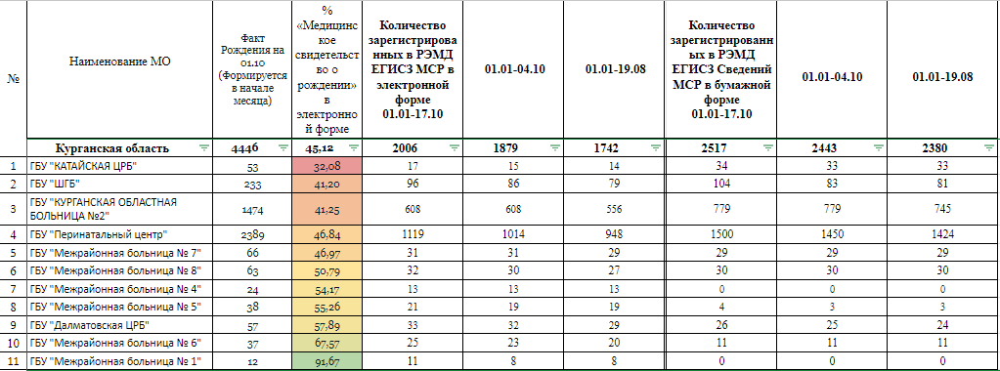 № Наименование МО Факт Рождения на 01.10 (Формируется в начале месяца) % «Медицинское свидетельство о рождении» в электронной форме Количество зарегистрированных в РЭМД ЕГИСЗ МСР в электронной форме 01.01-17.10 01.01-04.10 01.01-19.08 Количество зарегистрированных в РЭМД ЕГИСЗ Сведений МСР в бумажной форме 01.01-17.10 01.01-04.10 01.01-19.08
Курганская область 4446 45,12 2006 1879 1742 2517 2443 2380
1 ГБУ "КАТАЙСКАЯ ЦРБ" 53 32,08 17 15 14 34 33 33
2 ГБУ "ШГБ" 233 41,20 96 86 79 104 83 81
3 ГБУ "КУРГАНСКАЯ ОБЛАСТНАЯ БОЛЬНИЦА №2" 1474 41,25 608 608 556 779 779 745
4 ГБУ "Перинатальный центр" 2389 46,84 1119 1014 948 1500 1450 1424
5 ГБУ "Межрайонная больница № 7" 66 46,97 31 31 29 29 29 29
6 ГБУ "Межрайонная больница № 8" 63 50,79 32 30 27 30 30 30
7 ГБУ "Межрайонная больница № 4" 24 54,17 13 13 13 0 0 0
8 ГБУ "Межрайонная больница № 5" 38 55,26 21 19 19 4 3 3
9 ГБУ "Далматовская ЦРБ" 57 57,89 33 32 29 26 25 24
10 ГБУ "Межрайонная больница № 6" 37 67,57 25 23 20 11 11 11
11 ГБУ "Межрайонная больница № 1" 12 91,67 11 8 8 0 0 0